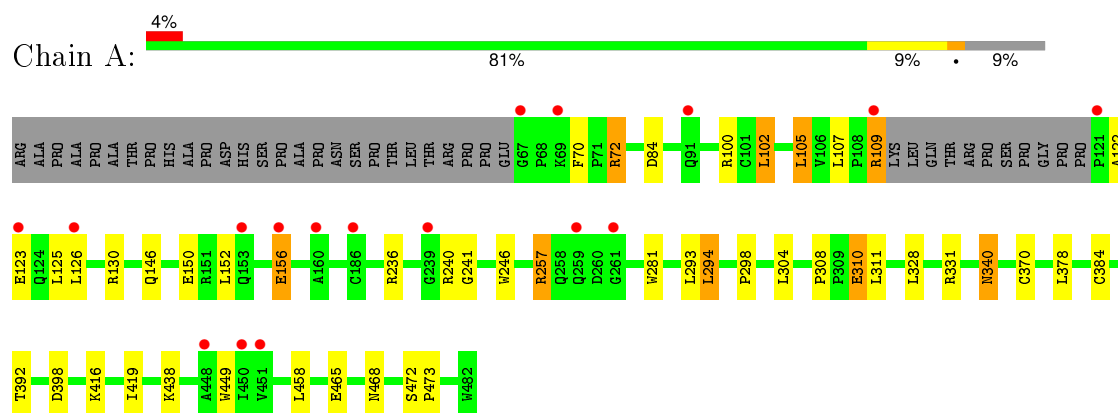 4%
Chain A:
81% 9% • 9%
ARG ALA PRO ALA PRO ALA THR PRO HIS ALA PRO ASP HIS SER PRO ALA PRO ASN SER PRO THR LEU THR ARG PRO PRO GLU G67 P68 K69 F70 P71 R72 D84 Q91 R100 C101 L102 L105 V106 L107 P108 R109 LYS LEU GLN THR ARG PRO SER PRO GLY PRO PRO P121 A122
E123 Q124 L125 L126 R130 Q146 E150 R151 L152 Q153 E156 A160 C186 R236 G239 R240 G241 W246 R257 Q258 Q259 D260 G261 W281 L293 L294 P298 L304 P308 P309 E310 L311 L328 R331 N340 C370 L378 C384
T392 D398 K416 I419 K438 A448 W449 I450 V451 L458 E465 N468 S472 P473 W482